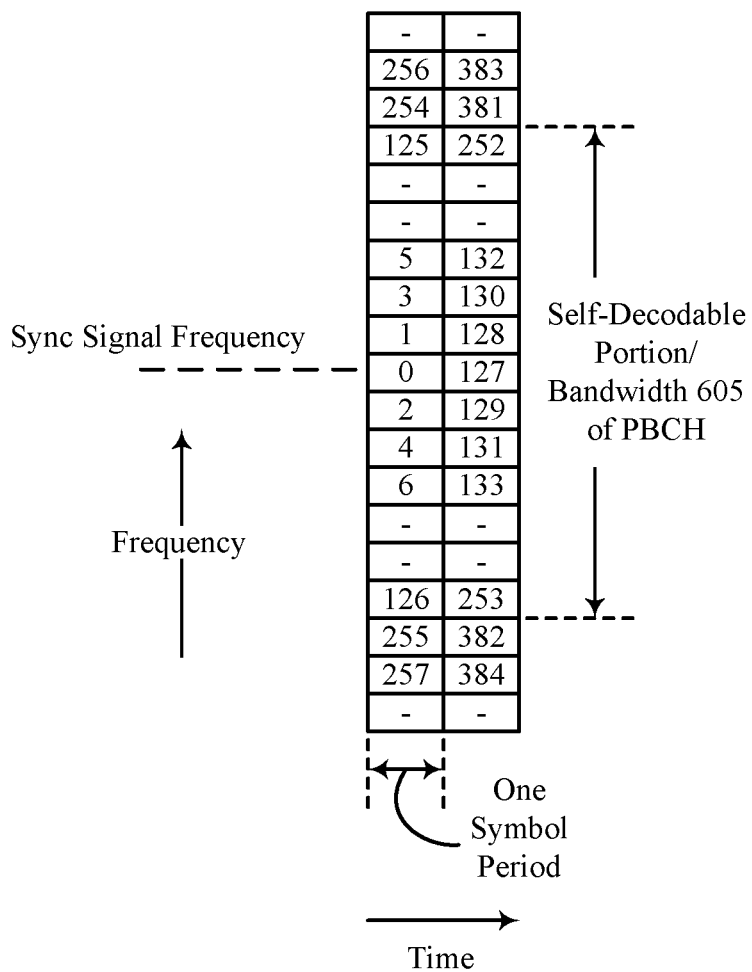 - -
256 383
254 381
125 252
- -
- -
5 132
3 130
1 128
0 127
2 129
4 131
6 133
- -
- -
126 253
255 382
257 384
- -
Sync Signal Frequency
Frequency
Self-Decodable
Portion/
Bandwidth 605
of PBCH
One
Symbol
Period
Time